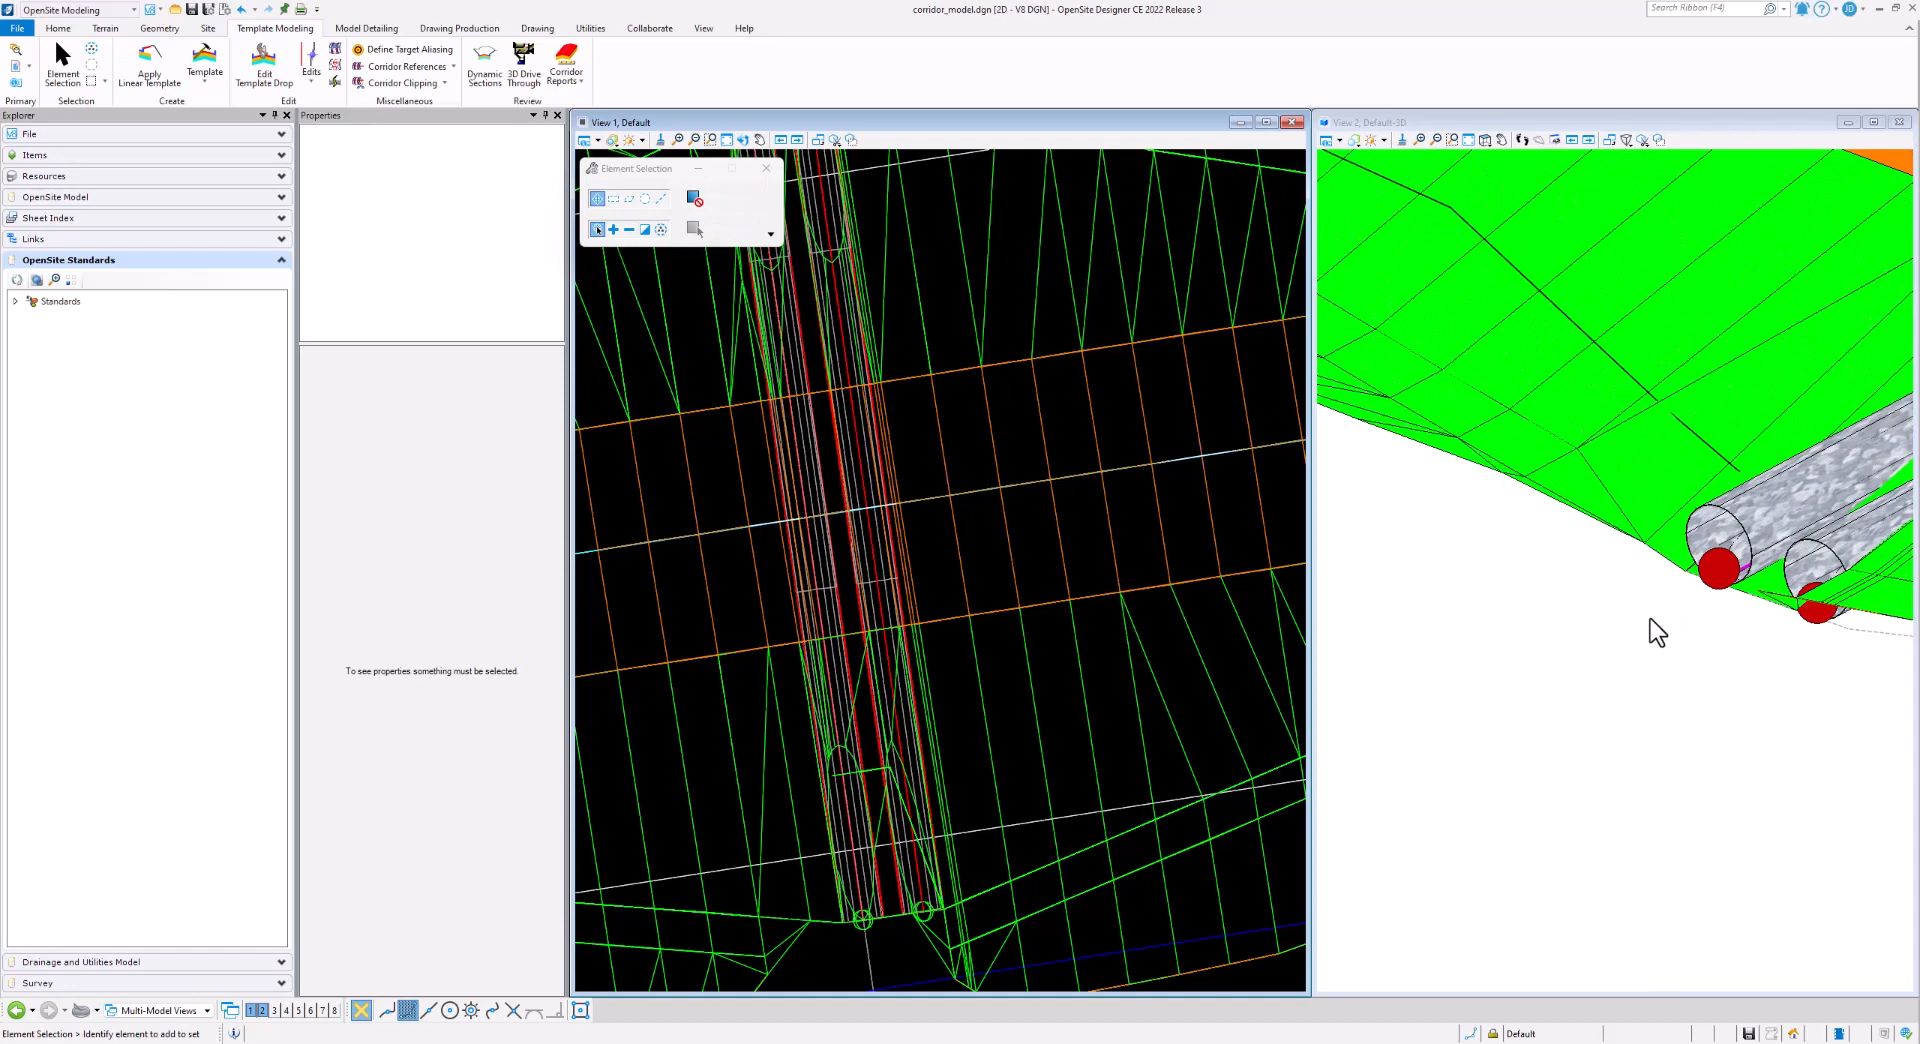 OpenSite Modeling
corridor_model.dgn [2D - V8 DGN] - OpenSite Designer CE 2022 Release 3
Search Ribbon (F4)
JD
File Home Terrain Geometry Site Template Modeling Model Detailing Drawing Production Drawing Utilities Collaborate View Help
Element Selection
Apply Linear Template
Template
Edit Template Drop
Edits
Define Target Aliasing
Corridor References
Corridor Clipping
Dynamic Sections
3D Drive Through
Corridor Reports
Primary Selection Create Edit Miscellaneous Review
Explorer
File
Items
Resources
OpenSite Model
Sheet Index
Links
OpenSite Standards
Standards
Drainage and Utilities Model
Survey
Properties
To see properties something must be selected.
View 1, Default
Element Selection
View 2, Default-3D
Multi-Model Views
1 2 3 4 5 6 7 8
Element Selection > Identify element to add to set
Default